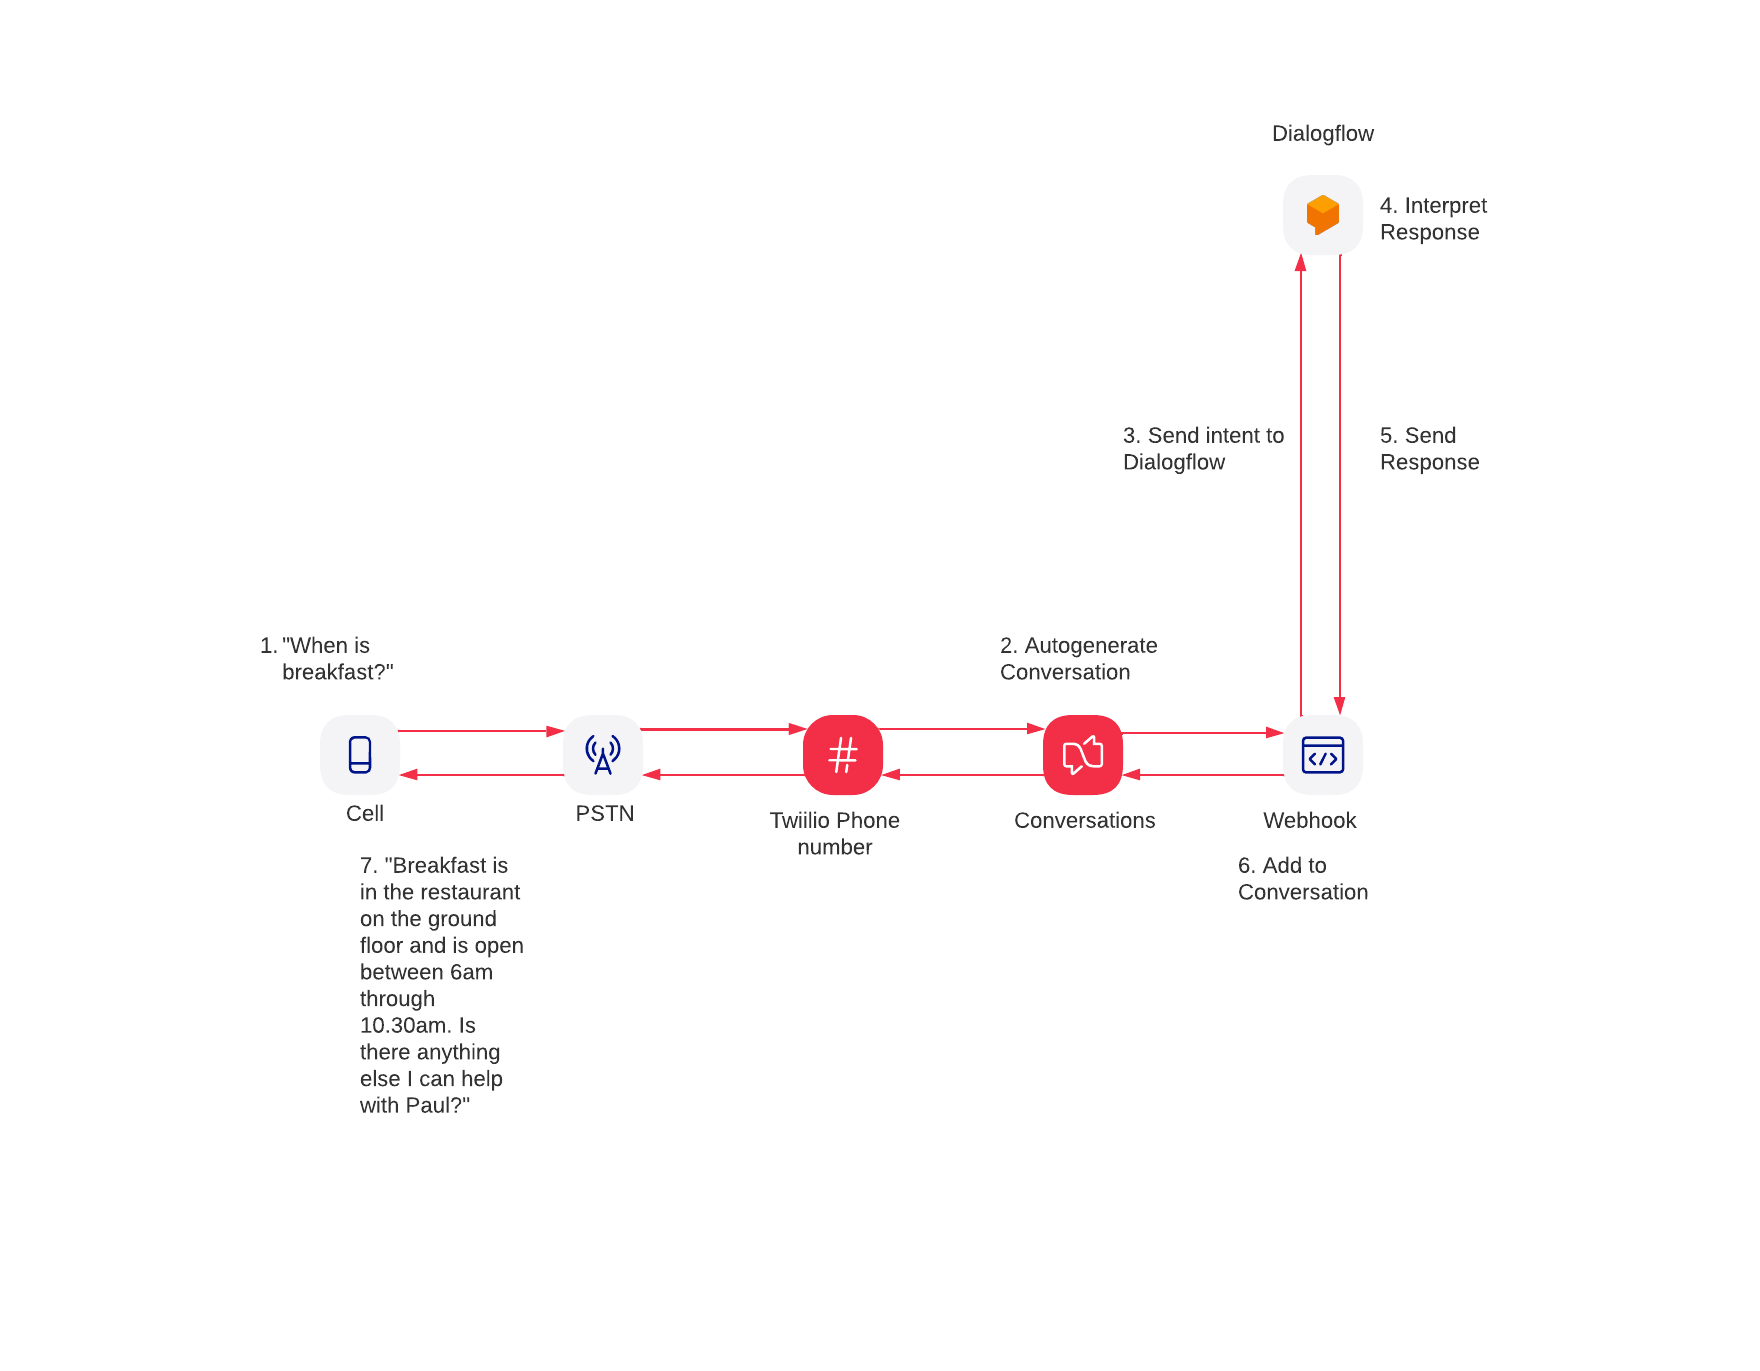 Dialogflow
4. Interpret
Response
3. Send intent to
Dialogflow
5. Send
Response
1. "When is
breakfast?"
2. Autogenerate
Conversation
Cell
PSTN
Twiilio Phone
number
Conversations
Webhook
7. "Breakfast is
in the restaurant
on the ground
floor and is open
between 6am
through
10.30am. Is
there anything
else I can help
with Paul?"
6. Add to
Conversation